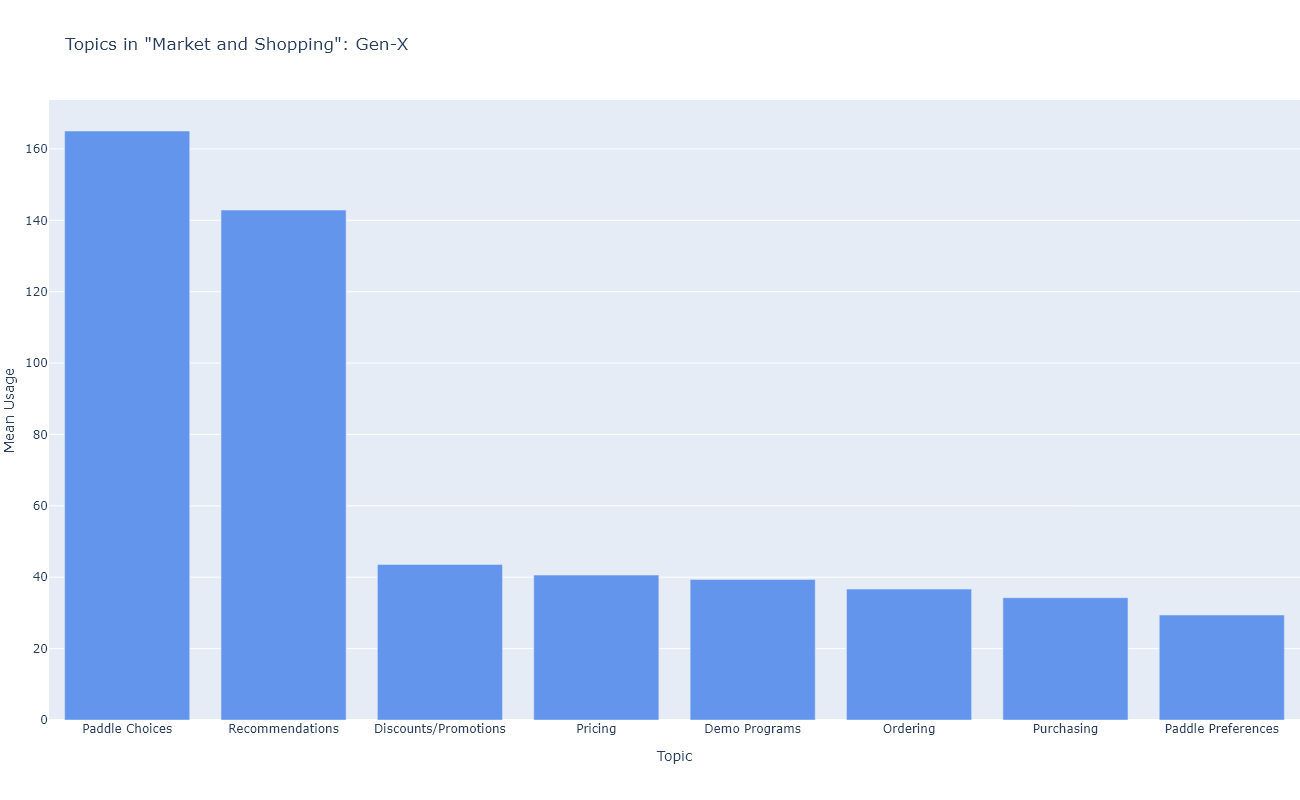 Topics in "Market and Shopping": Gen-X
Mean Usage
160
140
120
100
80
60
40
20
0
Paddle Choices
Recommendations
Discounts/Promotions
Pricing
Demo Programs
Ordering
Purchasing
Paddle Preferences
Topic